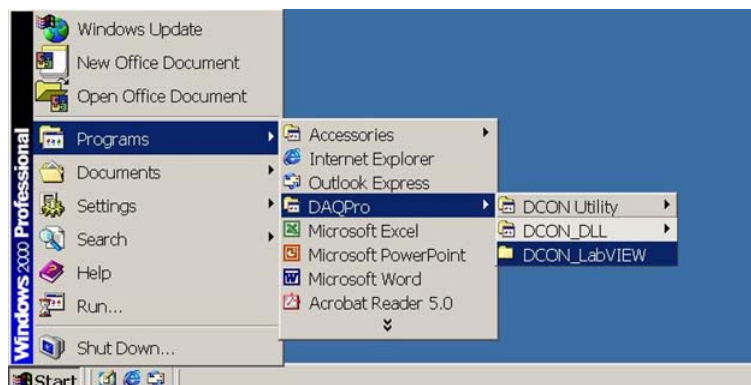 Windows Update
New Office Document
Open Office Document
Programs
Documents
Settings
Search
Help
Run...
Shut Down...
Windows 2000 Professional
Accessories
Internet Explorer
Outlook Express
DAQPro
Microsoft Excel
Microsoft PowerPoint
Microsoft Word
Acrobat Reader 5.0
DCON Utility
DCON_DLL
DCON_LabVIEW
Start